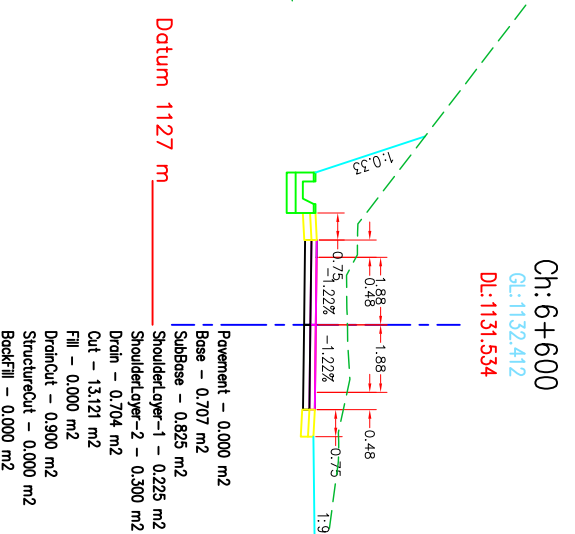 Ch:6+600
GL:1132.412
DL:1131.534
1:0.33
0.75
0.48
1.88
1.88
0.48
0.75
-1.22%
-1.22%
1:9
Datum 1127 m
Pavement - 0.000 m2
Base - 0.707 m2
SubBase - 0.825 m2
ShoulderLayer-1 - 0.225 m2
ShoulderLayer-2 - 0.300 m2
Drain - 0.704 m2
Cut - 13.121 m2
Fill - 0.000 m2
DrainCut - 0.900 m2
StructureCut - 0.000 m2
BackFill - 0.000 m2